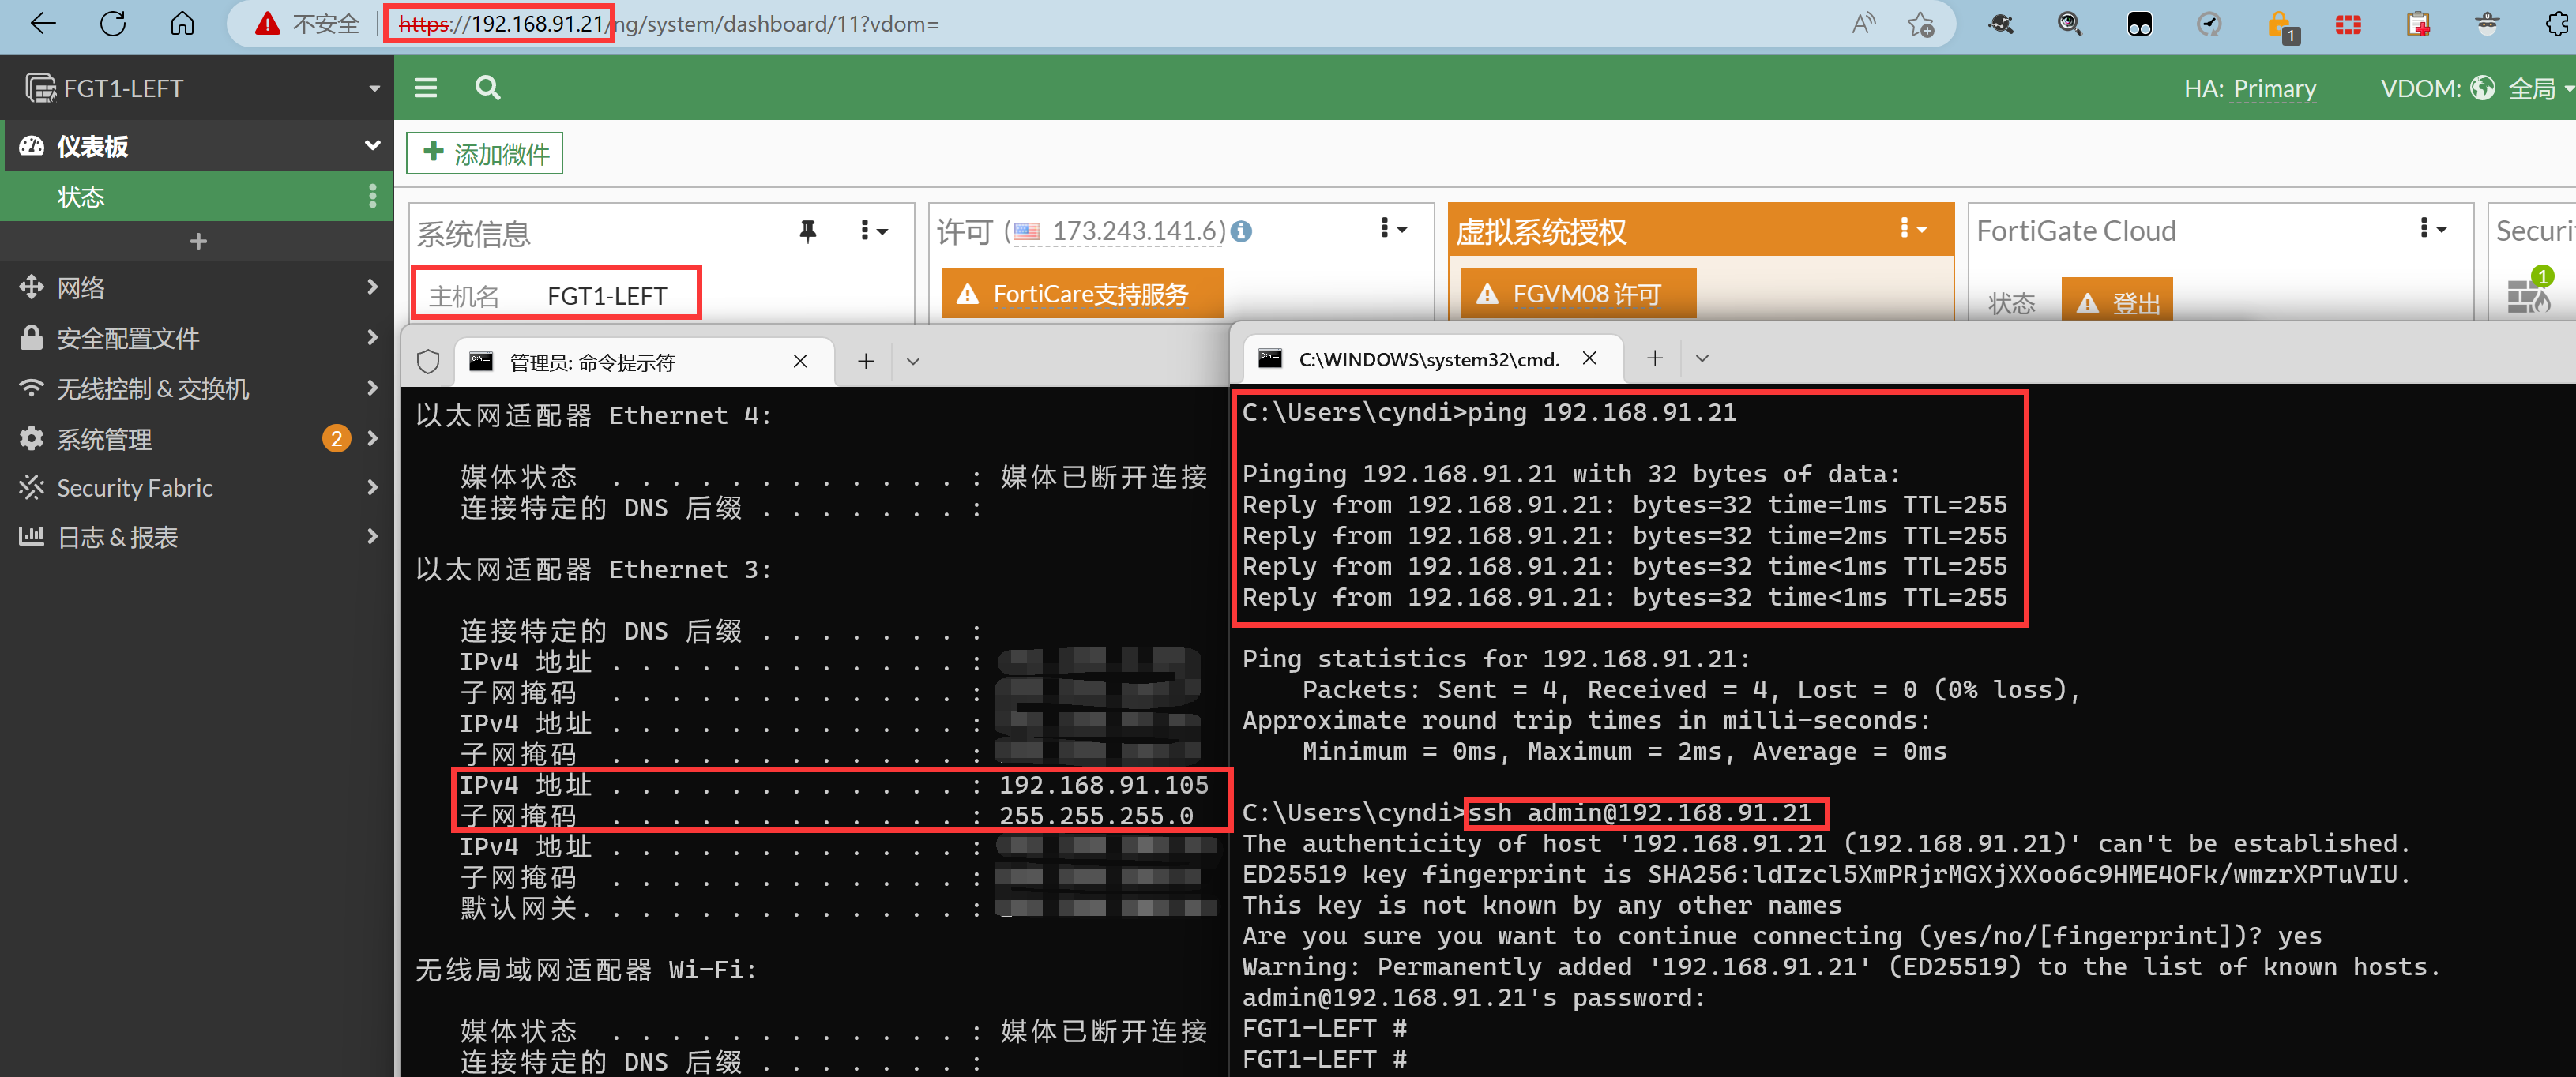 不安全 https://192.168.91.21/ng/system/dashboard/11?vdom=
1
FGT1-LEFT
HA: Primary VDOM: 全局
仪表板
添加微件
状态
系统信息
许可 (173.243.141.6)
虚拟系统授权
FortiGate Cloud
Securi
网络
主机名 FGT1-LEFT
FortiCare支持服务
FGVM08 许可
状态 登出
1
安全配置文件
无线控制 & 交换机
系统管理 2
Security Fabric
日志 & 报表
管理员: 命令提示符
以太网适配器 Ethernet 4:
媒体状态 . . . . . . . . . . . . : 媒体已断开连接
连接特定的 DNS 后缀 . . . . . . . :
以太网适配器 Ethernet 3:
连接特定的 DNS 后缀 . . . . . . . :
IPv4 地址 . . . . . . . . . . . . :
子网掩码 . . . . . . . . . . . . :
IPv4 地址 . . . . . . . . . . . . :
子网掩码 . . . . . . . . . . . . :
IPv4 地址 . . . . . . . . . . . . : 192.168.91.105
子网掩码 . . . . . . . . . . . . : 255.255.255.0
IPv4 地址 . . . . . . . . . . . . :
子网掩码 . . . . . . . . . . . . :
默认网关. . . . . . . . . . . . . :
无线局域网适配器 Wi-Fi:
媒体状态 . . . . . . . . . . . . : 媒体已断开连接
连接特定的 DNS 后缀 . . . . . . . :
C:\WINDOWS\system32\cmd.
C:\Users\cyndi>ping 192.168.91.21
Pinging 192.168.91.21 with 32 bytes of data:
Reply from 192.168.91.21: bytes=32 time=1ms TTL=255
Reply from 192.168.91.21: bytes=32 time=2ms TTL=255
Reply from 192.168.91.21: bytes=32 time<1ms TTL=255
Reply from 192.168.91.21: bytes=32 time<1ms TTL=255
Ping statistics for 192.168.91.21:
Packets: Sent = 4, Received = 4, Lost = 0 (0% loss),
Approximate round trip times in milli-seconds:
Minimum = 0ms, Maximum = 2ms, Average = 0ms
C:\Users\cyndi>ssh admin@192.168.91.21
The authenticity of host '192.168.91.21 (192.168.91.21)' can't be established.
ED25519 key fingerprint is SHA256:ldIzcl5XmPRjrMGXjXXoo6c9HME4OFk/wmzrXPTuVIU.
This key is not known by any other names
Are you sure you want to continue connecting (yes/no/[fingerprint])? yes
Warning: Permanently added '192.168.91.21' (ED25519) to the list of known hosts.
admin@192.168.91.21's password:
FGT1-LEFT #
FGT1-LEFT #